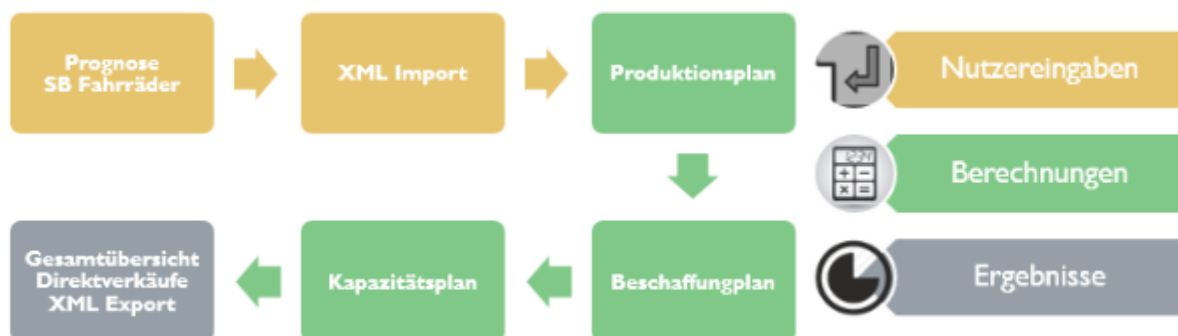 Prognose
SB Fahrräder
XML Import
Produktionsplan
Nutzereingaben
Berechnungen
Gesamtübersicht
Direktverkäufe
XML Export
Kapazitätsplan
Beschaffungplan
Ergebnisse